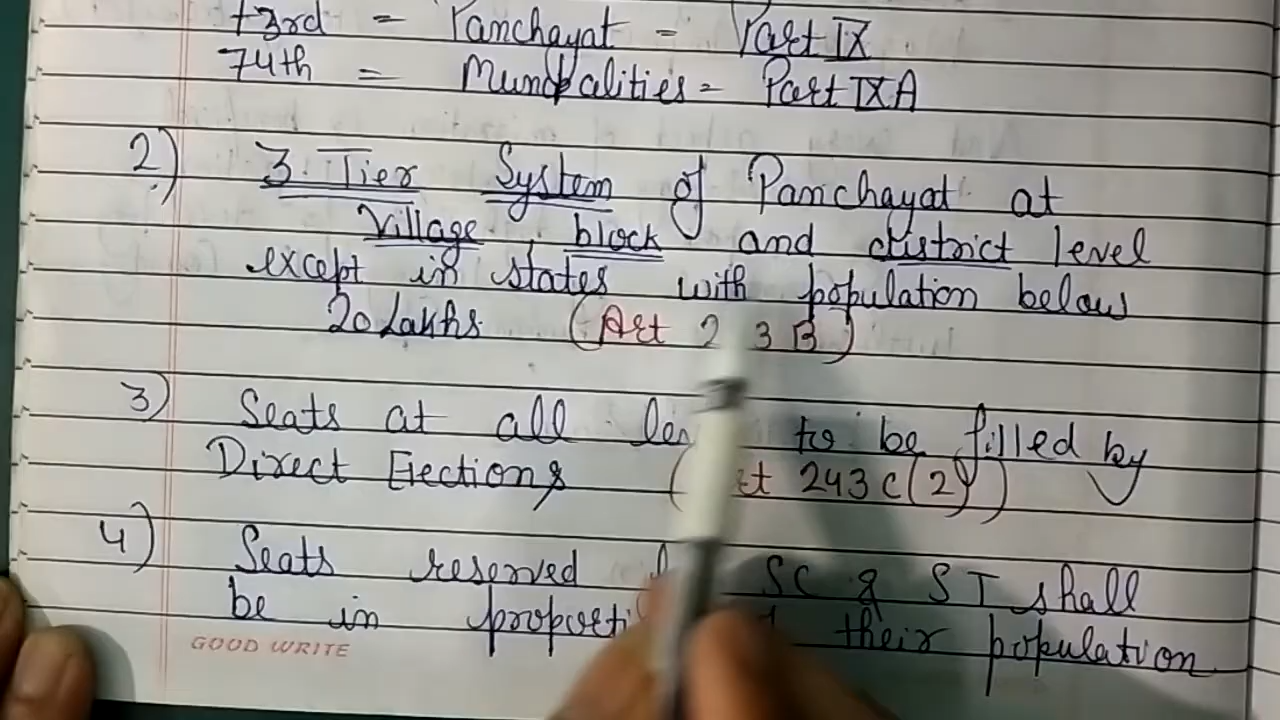 73rd = Panchayat - Part IX
74th = Muncipalities = Part IX A
2) 3 Tier System of Panchayat at
Village, block and district level
except in states with population below
20 Lakhs (Art 2 3 B)
3) Seats at all to be filled by
Direct Elections ( 243 C(2))
4) Seats reserved SC & ST shall
be in their population
GOOD WRITE